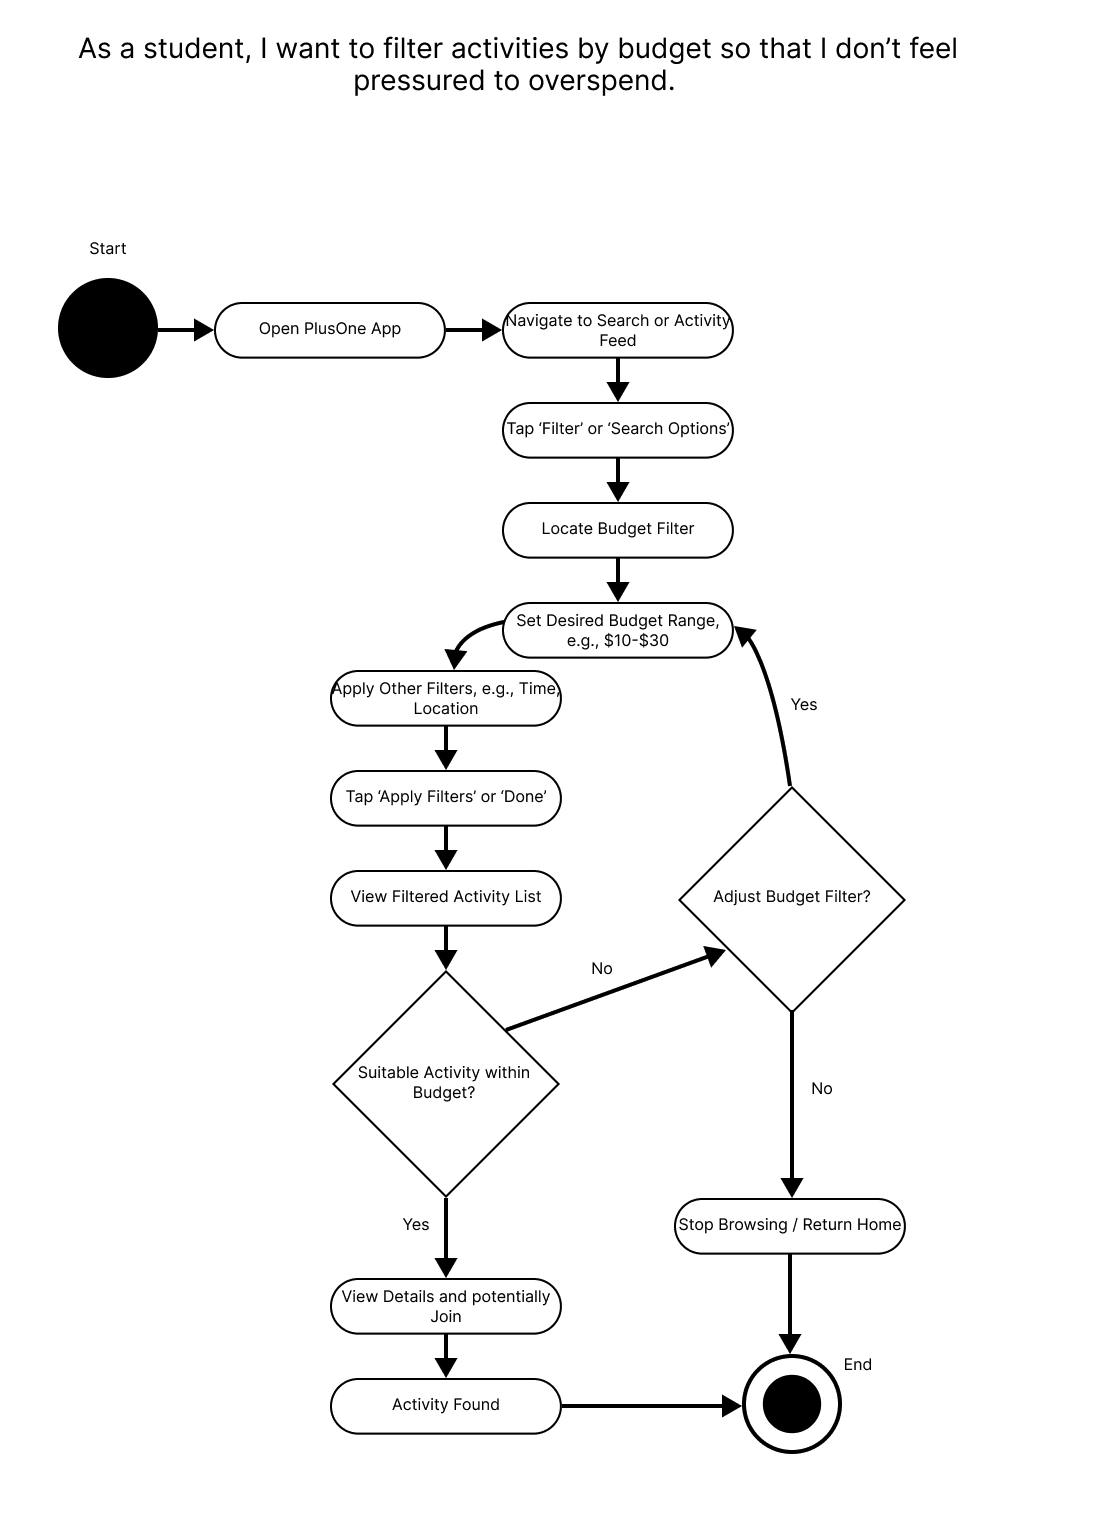 As a student, I want to filter activities by budget so that I don’t feel
pressured to overspend.
Start
Open PlusOne App
Navigate to Search or Activity
Feed
Tap ‘Filter’ or ‘Search Options’
Locate Budget Filter
Set Desired Budget Range,
e.g., $10-$30
Apply Other Filters, e.g., Time,
Location
Yes
Tap ‘Apply Filters’ or ‘Done’
View Filtered Activity List
Adjust Budget Filter?
No
Suitable Activity within
Budget?
No
Yes
Stop Browsing / Return Home
View Details and potentially
Join
End
Activity Found